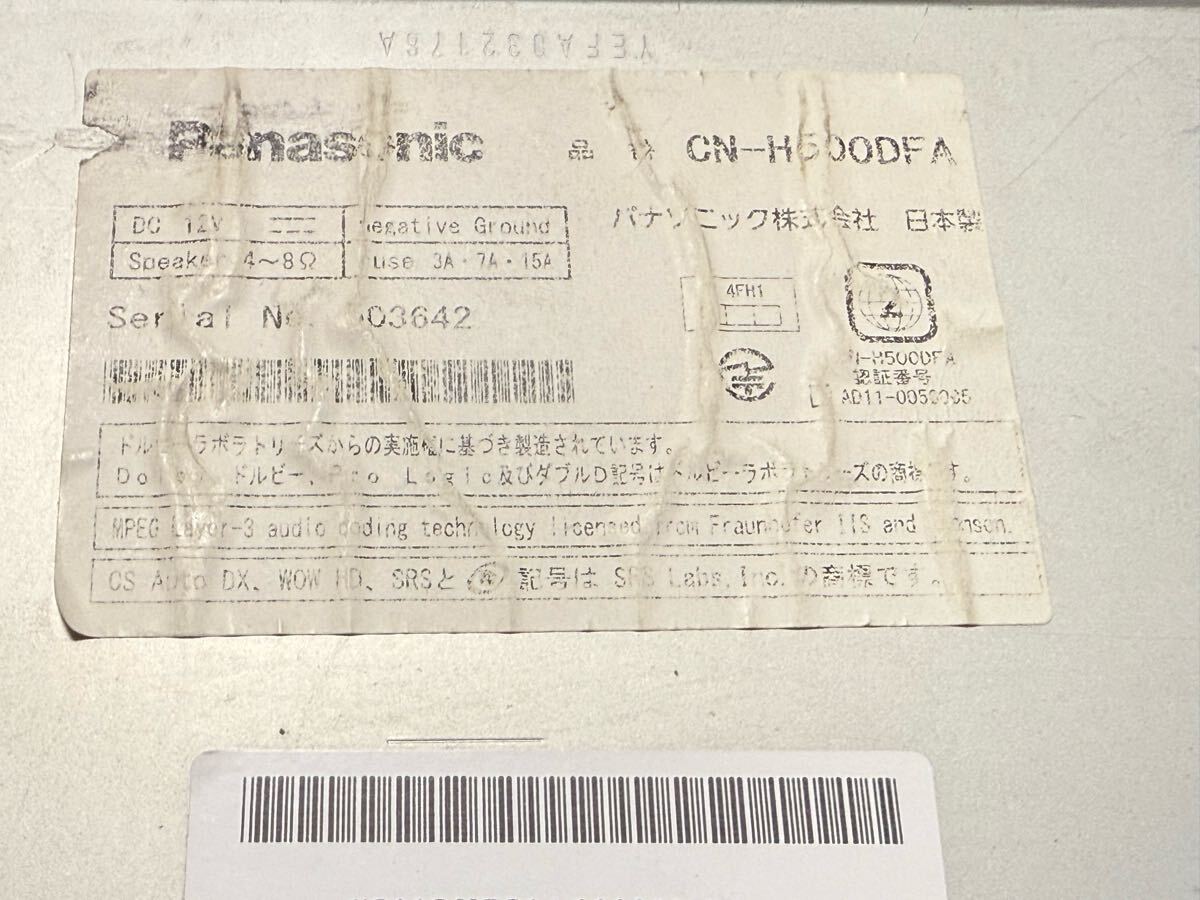 YEFA032176A
Panasonic 品番 CN-H500DFA
DC 12V Negative Ground
Speaker 4～8Ω Fuse 3A・7A・15A
パナソニック株式会社 日本製
Serial No. 03642
4FH1
CN-H500DFA
認証番号
ドルビーラボラトリーズからの実施権に基づき製造されています。
Dolby、ドルビー、Pro Logic及びダブルD記号はドルビーラボラトリーズの商標です。
MPEG Layer-3 audio coding technology licensed from Fraunhofer IIS and Thomson.
CS Auto DX、WOW HD、SRSと 記号は SRS Labs,Inc.の商標です。